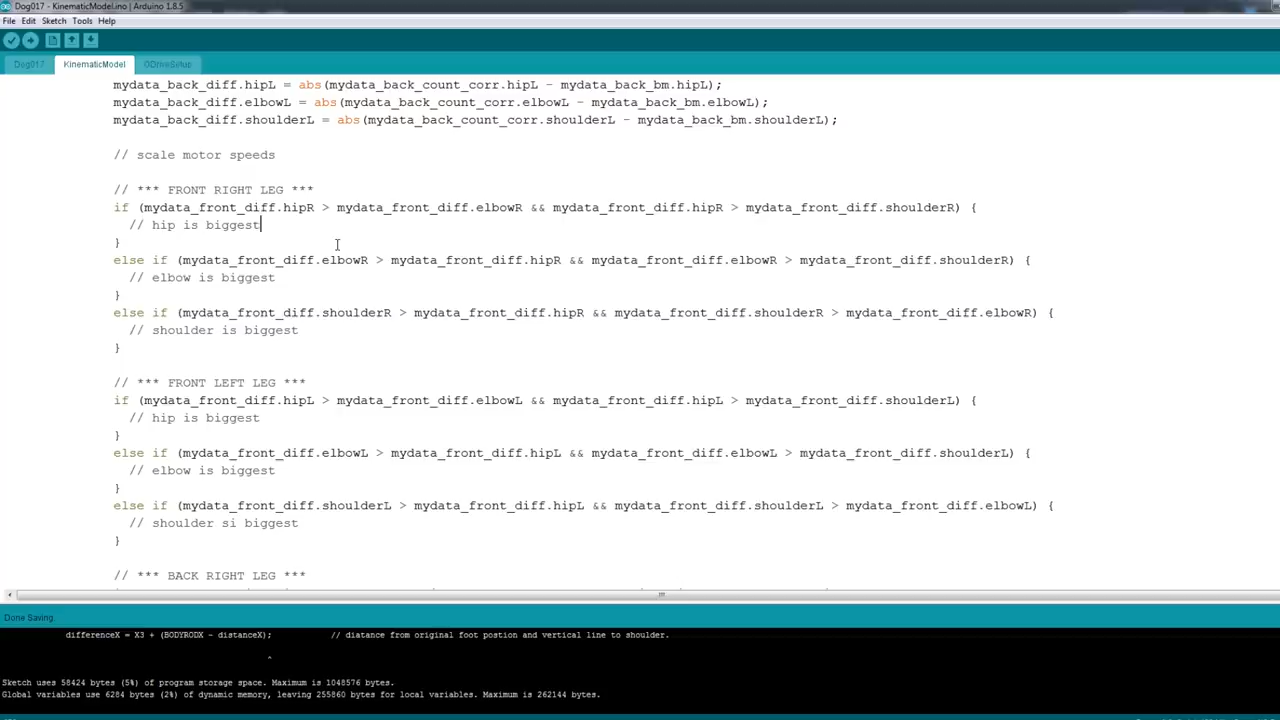 Dog017 - KinematicModel.ino | Arduino 1.8.5
File Edit Sketch Tools Help
Dog017 KinematicModel ODriveSetup
mydata_back_diff.hipL = abs(mydata_back_count_corr.hipL - mydata_back_bm.hipL);
mydata_back_diff.elbowL = abs(mydata_back_count_corr.elbowL - mydata_back_bm.elbowL);
mydata_back_diff.shoulderL = abs(mydata_back_count_corr.shoulderL - mydata_back_bm.shoulderL);
// scale motor speeds
// *** FRONT RIGHT LEG ***
if (mydata_front_diff.hipR > mydata_front_diff.elbowR && mydata_front_diff.hipR > mydata_front_diff.shoulderR) {
// hip is biggest
}
else if (mydata_front_diff.elbowR > mydata_front_diff.hipR && mydata_front_diff.elbowR > mydata_front_diff.shoulderR) {
// elbow is biggest
}
else if (mydata_front_diff.shoulderR > mydata_front_diff.hipR && mydata_front_diff.shoulderR > mydata_front_diff.elbowR) {
// shoulder is biggest
}
// *** FRONT LEFT LEG ***
if (mydata_front_diff.hipL > mydata_front_diff.elbowL && mydata_front_diff.hipL > mydata_front_diff.shoulderL) {
// hip is biggest
}
else if (mydata_front_diff.elbowL > mydata_front_diff.hipL && mydata_front_diff.elbowL > mydata_front_diff.shoulderL) {
// elbow is biggest
}
else if (mydata_front_diff.shoulderL > mydata_front_diff.hipL && mydata_front_diff.shoulderL > mydata_front_diff.elbowL) {
// shoulder si biggest
}
// *** BACK RIGHT LEG ***
Done Saving.
differenceX = X3 + (BODYRODX - distanceX); // diatance from original foot postion and vertical line to shoulder.
^
Sketch uses 58424 bytes (5%) of program storage space. Maximum is 1048576 bytes.
Global variables use 6284 bytes (2%) of dynamic memory, leaving 255860 bytes for local variables. Maximum is 262144 bytes.